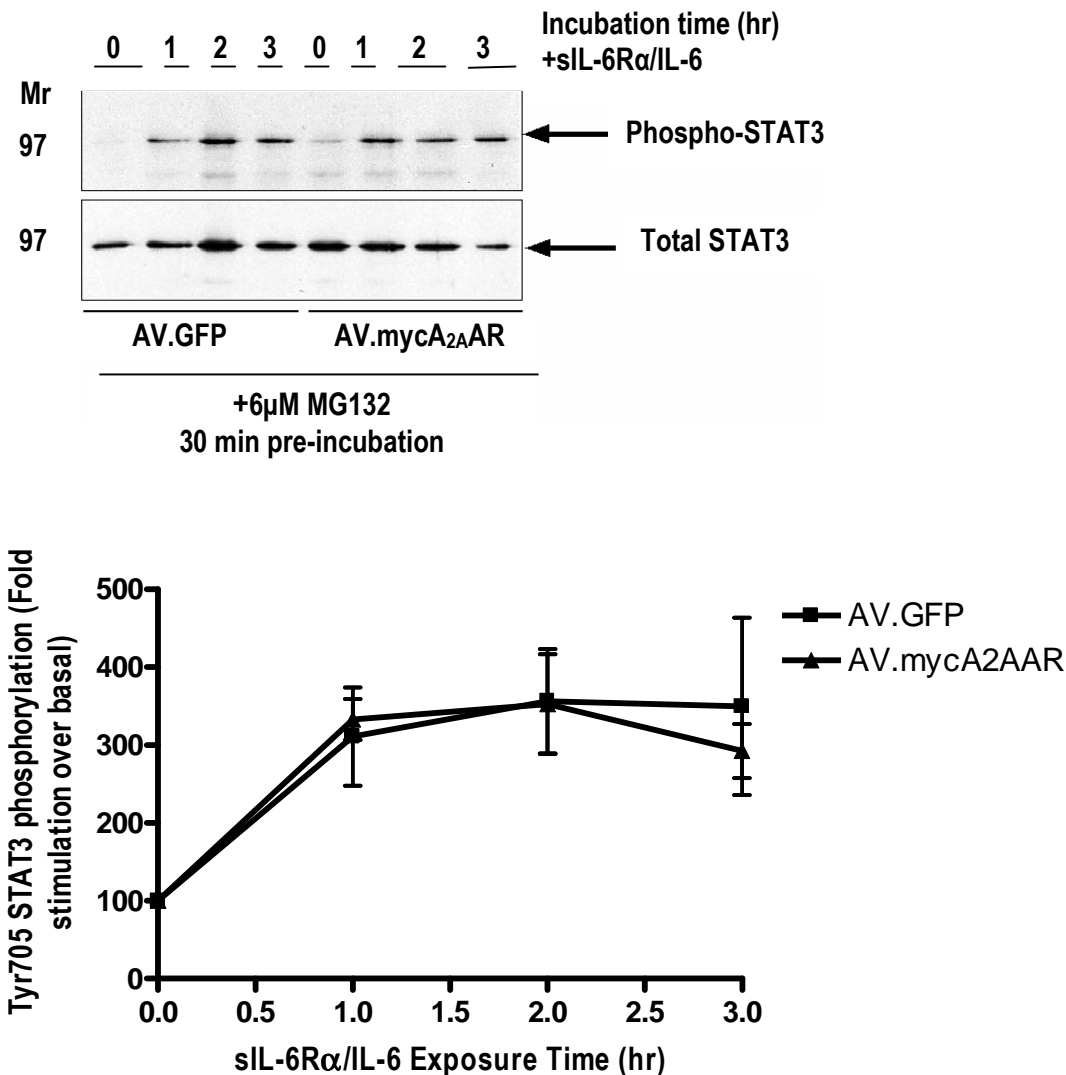 Incubation time (hr)
0 1 2 3 0 1 2 3
+sIL-6Rα/IL-6
Mr
97
Phospho-STAT3
97
Total STAT3
AV.GFP AV.mycA2AAR
+6µM MG132
30 min pre-incubation
Tyr705 STAT3 phosphorylation (Fold
stimulation over basal)
500
400
300
200
100
0
0.0 0.5 1.0 1.5 2.0 2.5 3.0
sIL-6Rα/IL-6 Exposure Time (hr)
AV.GFP
AV.mycA2AAR